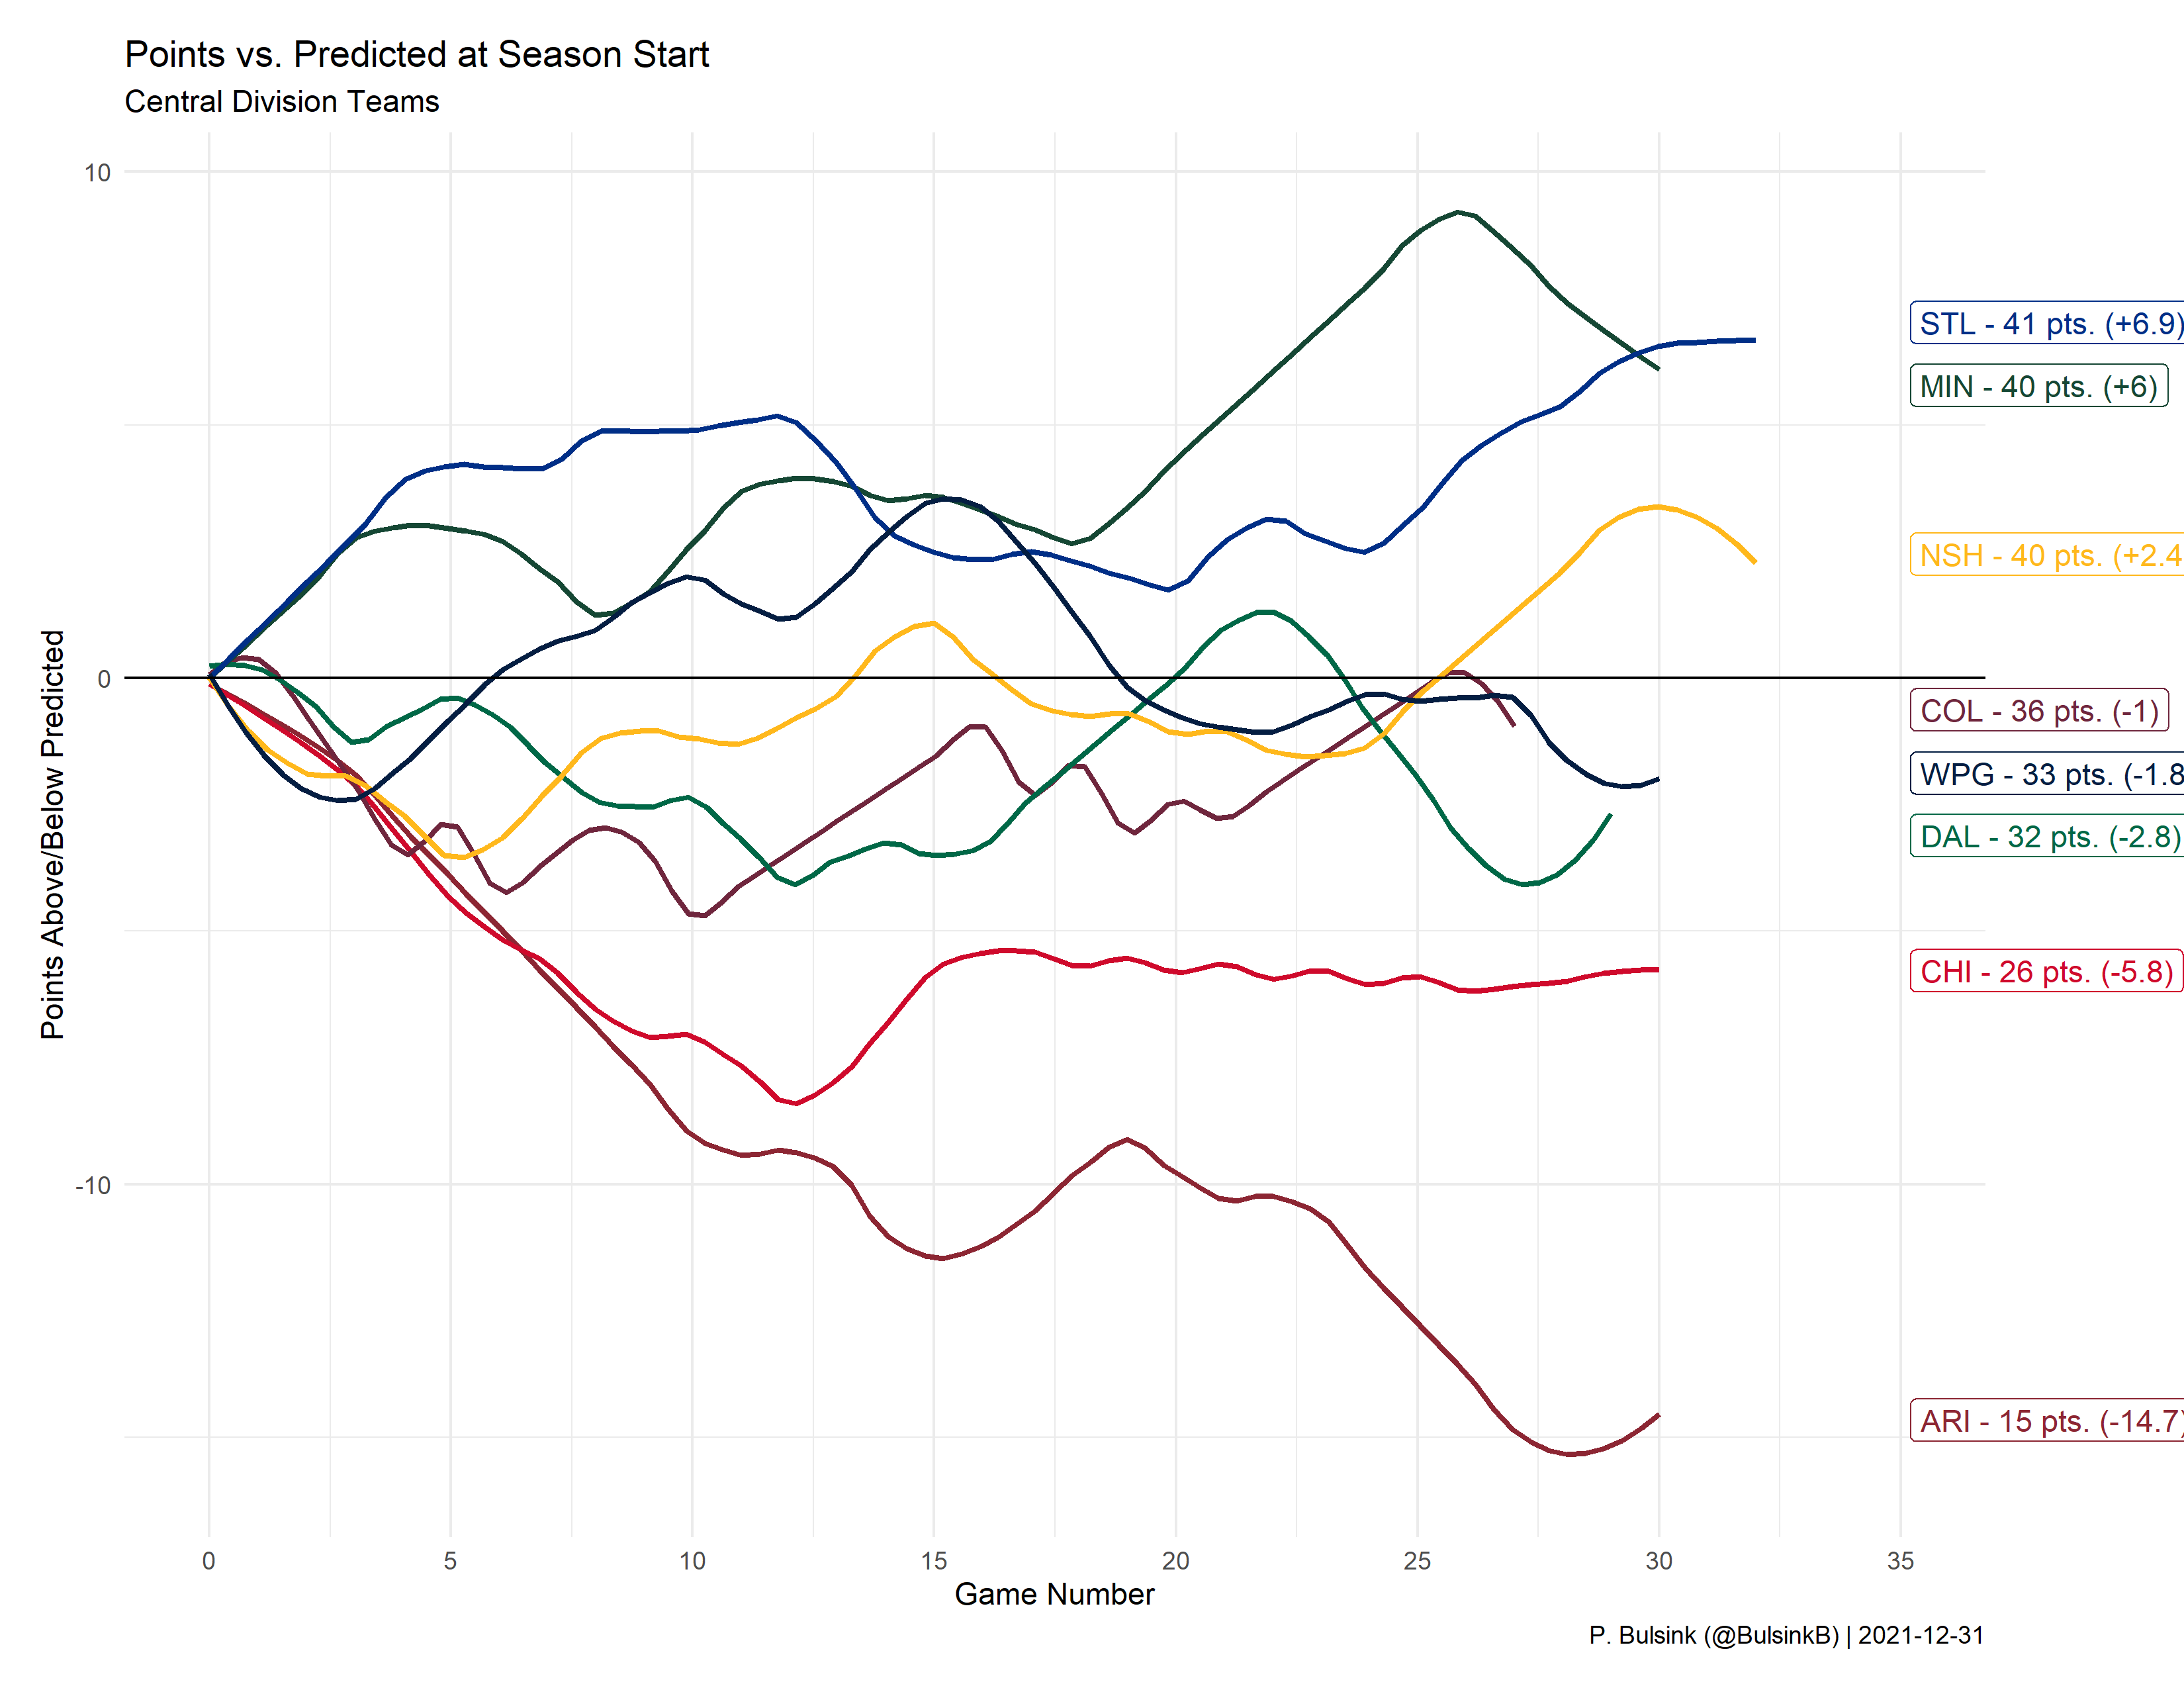 Points vs. Predicted at Season Start
Central Division Teams
Points Above/Below Predicted
10
0
-10
STL - 41 pts. (+6.9)
MIN - 40 pts. (+6)
NSH - 40 pts. (+2.4
COL - 36 pts. (-1)
WPG - 33 pts. (-1.8
DAL - 32 pts. (-2.8)
CHI - 26 pts. (-5.8)
ARI - 15 pts. (-14.7)
0 5 10 15 20 25 30 35
Game Number
P. Bulsink (@BulsinkB) | 2021-12-31